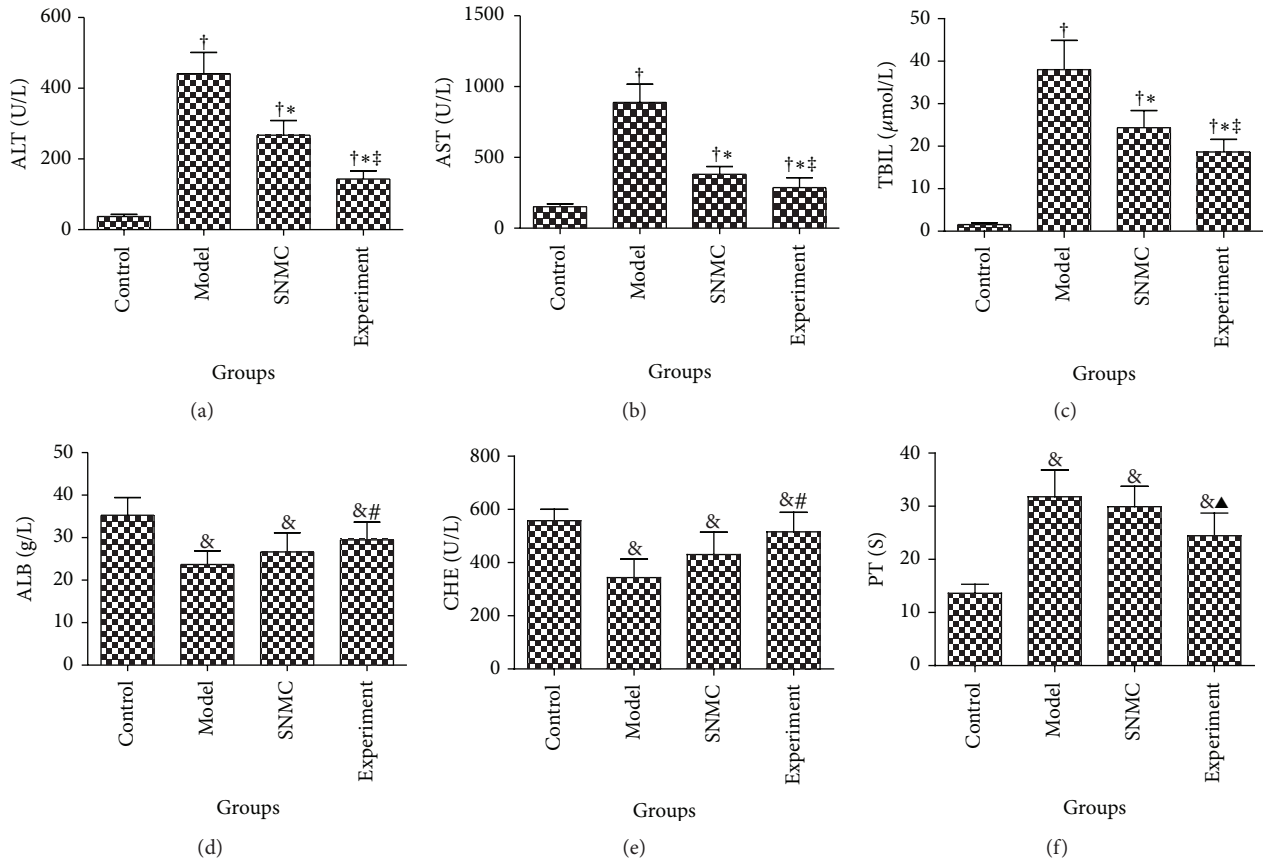 600
400
200
0
ALT (U/L)
†
†*
†*‡
Control
Model
SNMC
Experiment
Groups
(a)
1500
1000
500
0
AST (U/L)
†
†*
†*‡
Control
Model
SNMC
Experiment
Groups
(b)
50
40
30
20
10
0
TBIL (μmol/L)
†
†*
†*‡
Control
Model
SNMC
Experiment
Groups
(c)
50
40
30
20
10
0
ALB (g/L)
&
&
&#
Control
Model
SNMC
Experiment
Groups
(d)
800
600
400
200
0
CHE (U/L)
&
&
&#
Control
Model
SNMC
Experiment
Groups
(e)
40
30
20
10
0
PT (S)
&
&
&▲
Control
Model
SNMC
Experiment
Groups
(f)